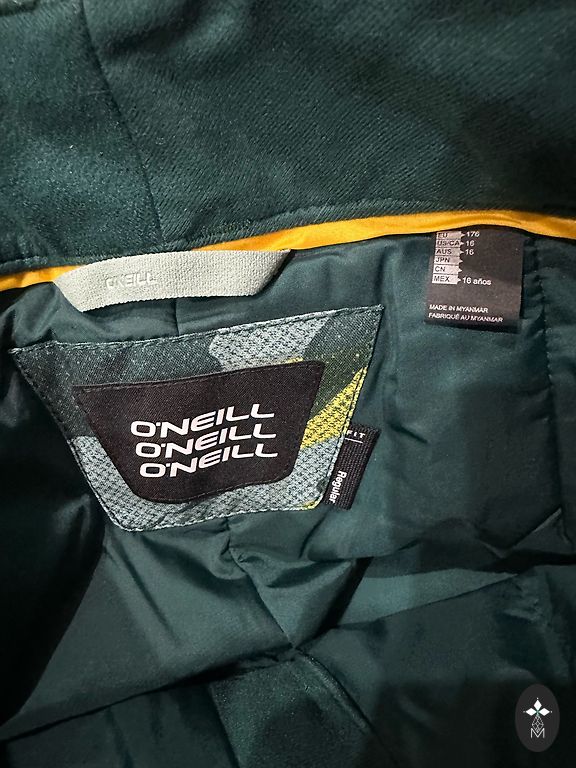 EU 176
US/CA 16
AUS 16
JPN
CN
MEX 16 años
MADE IN MYANMAR
FABRIQUÉ AU MYANMAR
O'NEILL
O'NEILL
O'NEILL
O'NEILL
FIT
Regular
M